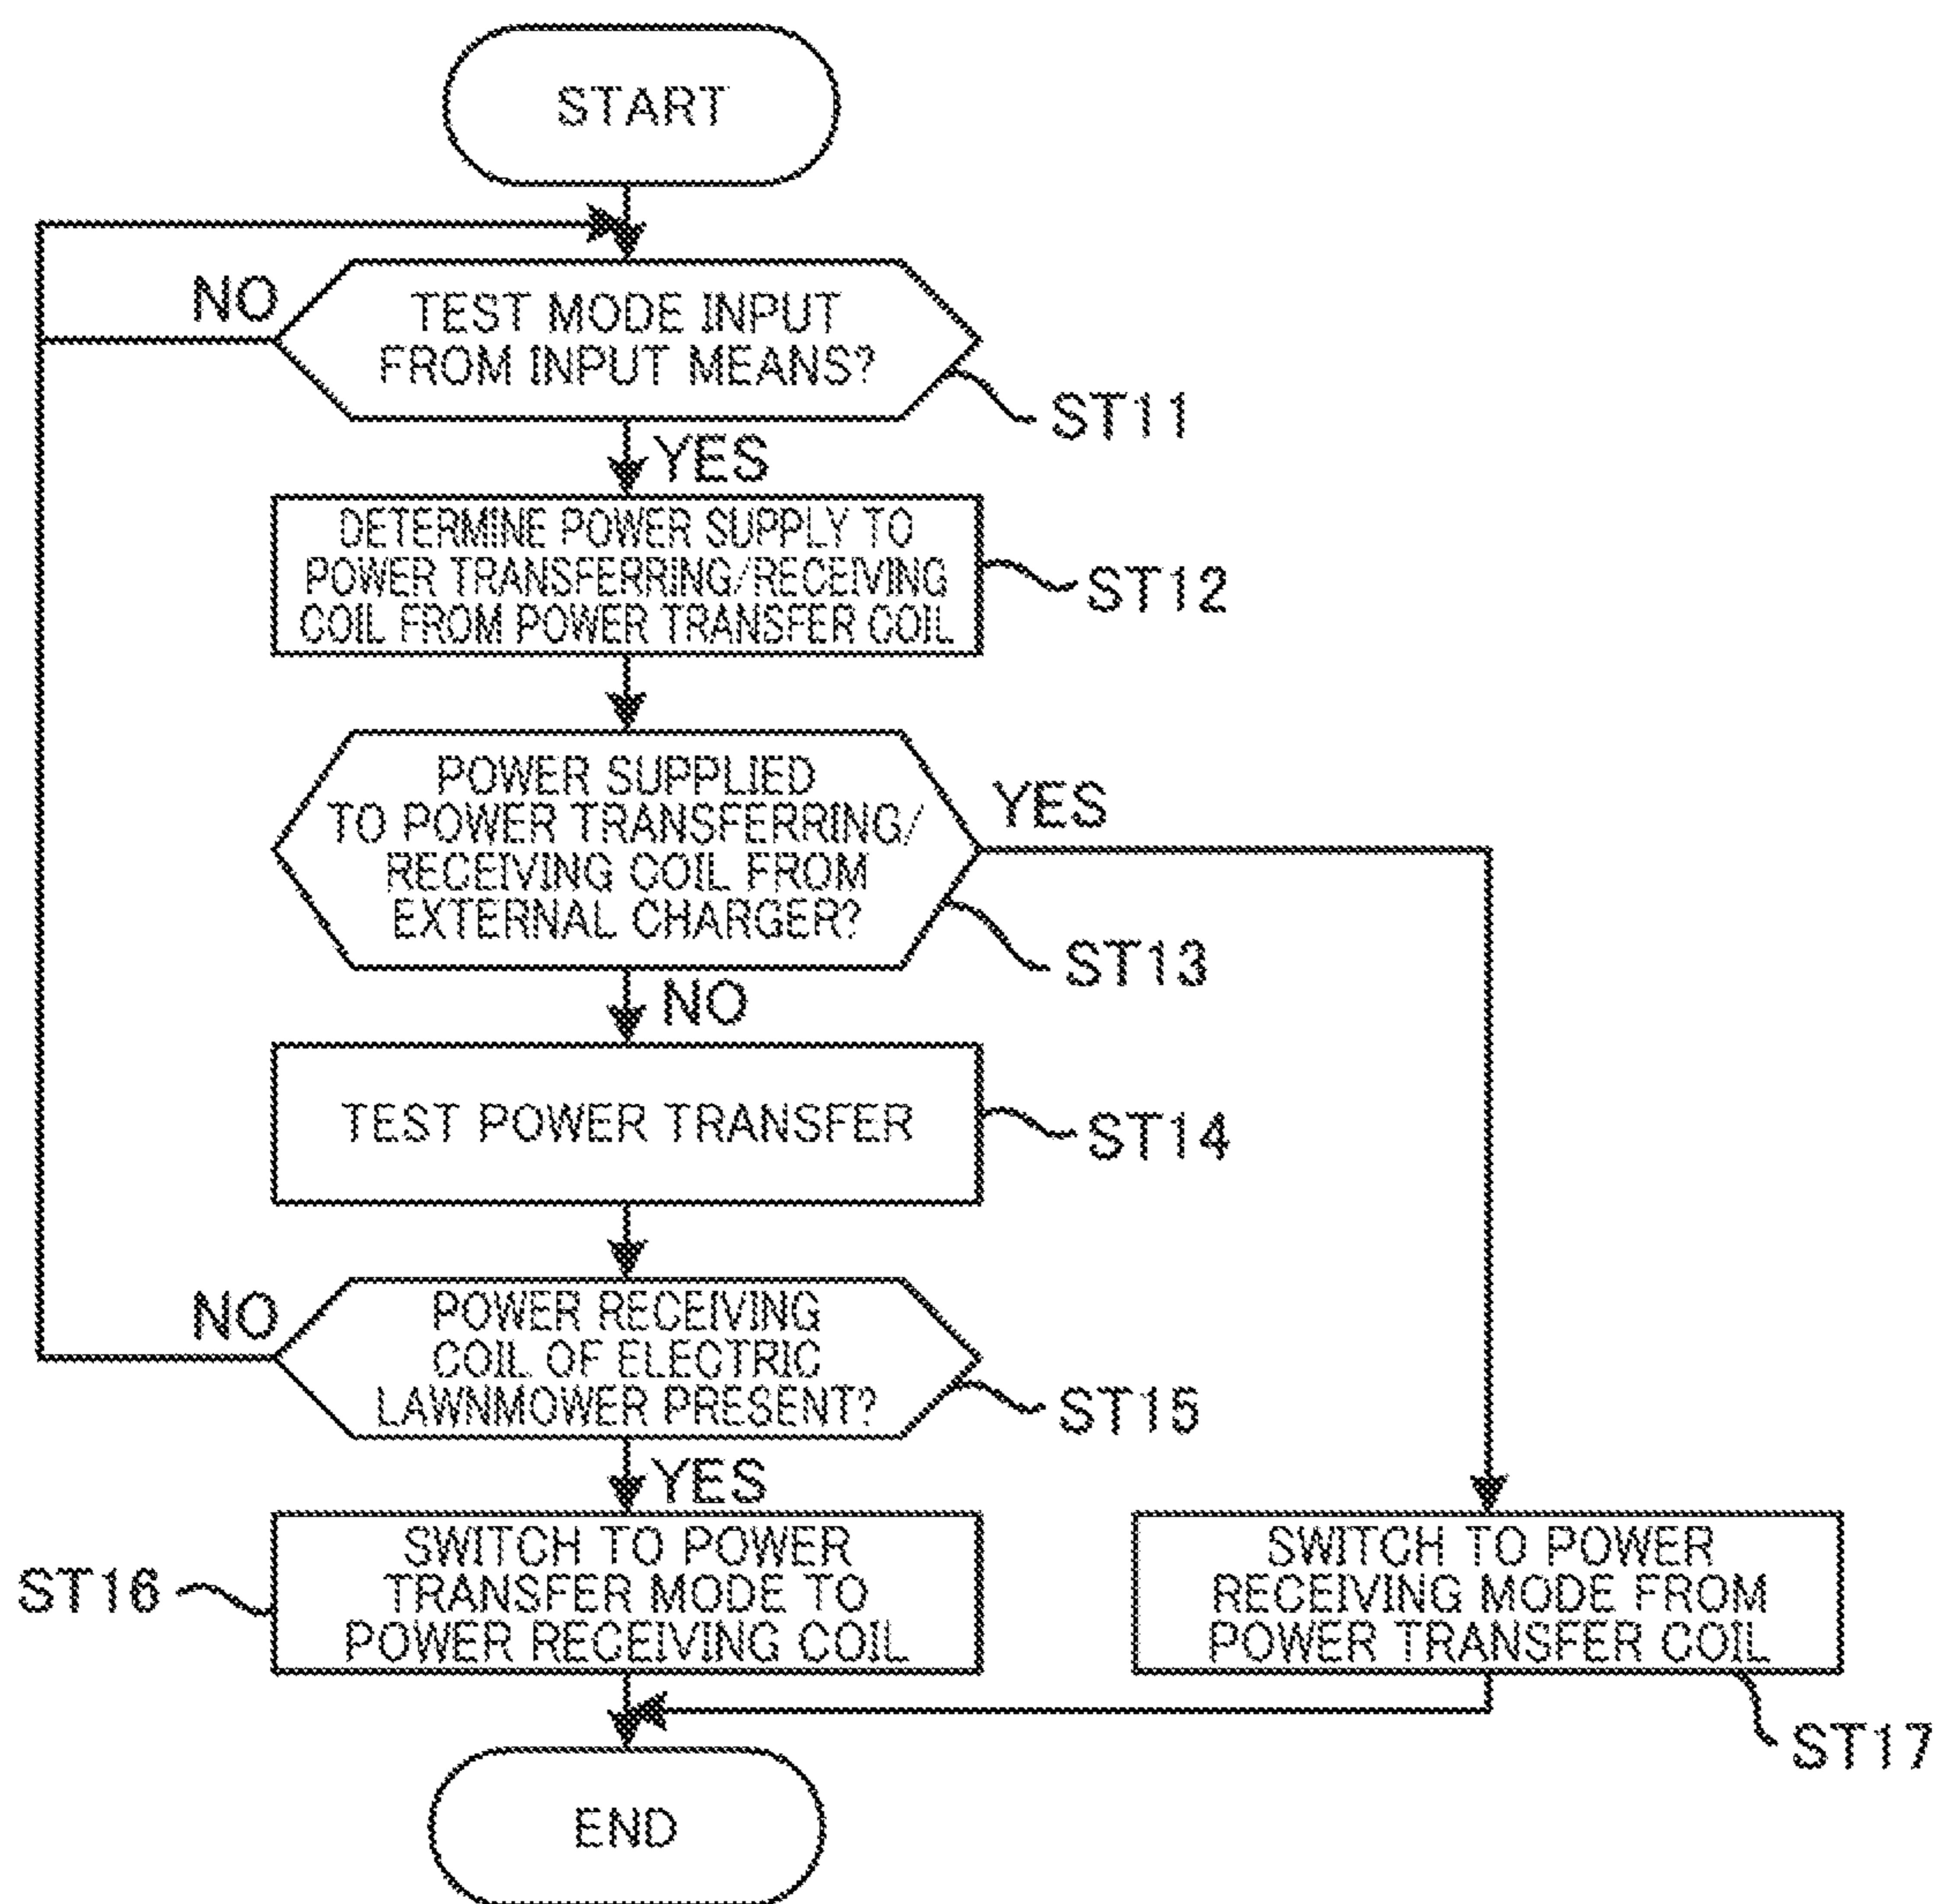 START
NO
TEST MODE INPUT
FROM INPUT MEANS?
ST11
YES
DETERMINE POWER SUPPLY TO
POWER TRANSFERRING/RECEIVING
COIL FROM POWER TRANSFER COIL
ST12
POWER SUPPLIED
TO POWER TRANSFERRING/
RECEIVING COIL FROM
EXTERNAL CHARGER?
YES
ST13
NO
TEST POWER TRANSFER
ST14
NO
POWER RECEIVING
COIL OF ELECTRIC
LAWNMOWER PRESENT?
ST15
YES
ST16
SWITCH TO POWER
TRANSFER MODE TO
POWER RECEIVING COIL
SWITCH TO POWER
RECEIVING MODE FROM
POWER TRANSFER COIL
ST17
END